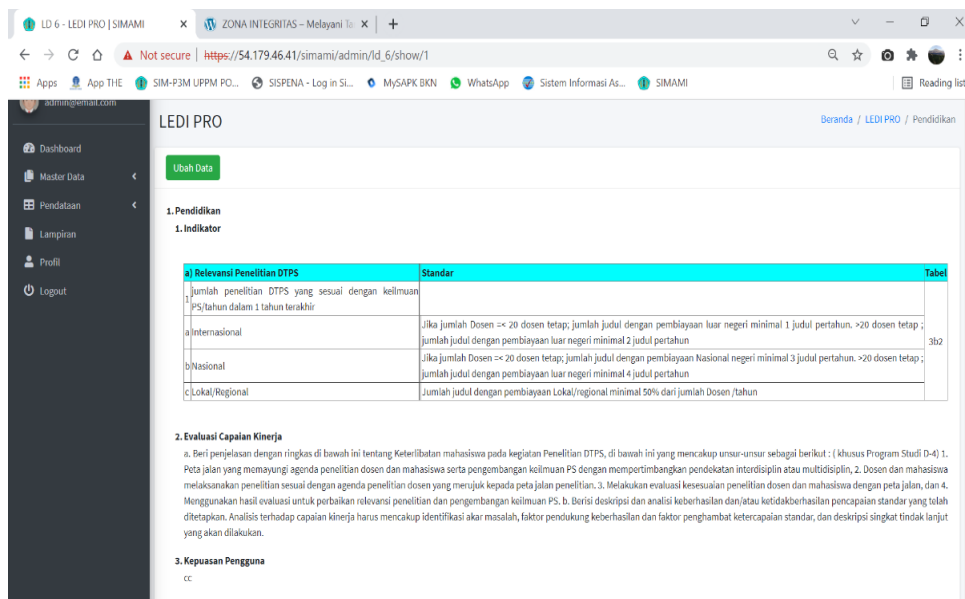 LD 6 - LEDI PRO | SIMAMI
ZONA INTEGRITAS – Melayani Ta
Not secure | https://54.179.46.41/simami/admin/ld_6/show/1
Apps App THE SIM-P3M UPPM PO... SISPENA - Log in Si... MySAPK BKN WhatsApp Sistem Informasi As... SIMAMI Reading list
admin@email.com
LEDI PRO
Beranda / LEDI PRO / Pendidikan
Dashboard
Master Data
Pendataan
Lampiran
Profil
Logout
Ubah Data
1. Pendidikan
1. Indikator
a) Relevansi Penelitian DTPS Standar Tabel
1 jumlah penelitian DTPS yang sesuai dengan keilmuan
PS/tahun dalam 1 tahun terakhir
a Internasional
Jika jumlah Dosen =< 20 dosen tetap; jumlah judul dengan pembiayaan luar negeri minimal 1 judul pertahun. >20 dosen tetap ;
jumlah judul dengan pembiayaan luar negeri minimal 2 judul pertahun
3b2
b Nasional
Jika jumlah Dosen =< 20 dosen tetap; jumlah judul dengan pembiayaan Nasional negeri minimal 3 judul pertahun. >20 dosen tetap ;
jumlah judul dengan pembiayaan luar negeri minimal 4 judul pertahun
c Lokal/Regional Jumlah judul dengan pembiayaan Lokal/regional minimal 50% dari jumlah Dosen /tahun
2. Evaluasi Capaian Kinerja
a. Beri penjelasan dengan ringkas di bawah ini tentang Keterlibatan mahasiswa pada kegiatan Penelitian DTPS, di bawah ini yang mencakup unsur-unsur sebagai berikut : ( khusus Program Studi D-4) 1.
Peta jalan yang memayungi agenda penelitian dosen dan mahasiswa serta pengembangan keilmuan PS dengan mempertimbangkan pendekatan interdisiplin atau multidisiplin, 2. Dosen dan mahasiswa
melaksanakan penelitian sesuai dengan agenda penelitian dosen yang merujuk kepada peta jalan penelitian. 3. Melakukan evaluasi kesesuaian penelitian dosen dan mahasiswa dengan peta jalan, dan 4.
Menggunakan hasil evaluasi untuk perbaikan relevansi penelitian dan pengembangan keilmuan PS. b. Berisi deskripsi dan analisi keberhasilan dan/atau ketidakberhasilan pencapaian standar yang telah
ditetapkan. Analisis terhadap capaian kinerja harus mencakup identifikasi akar masalah, faktor pendukung keberhasilan dan faktor penghambat ketercapaian standar, dan deskripsi singkat tindak lanjut
yang akan dilakukan.
3. Kepuasan Pengguna
cc